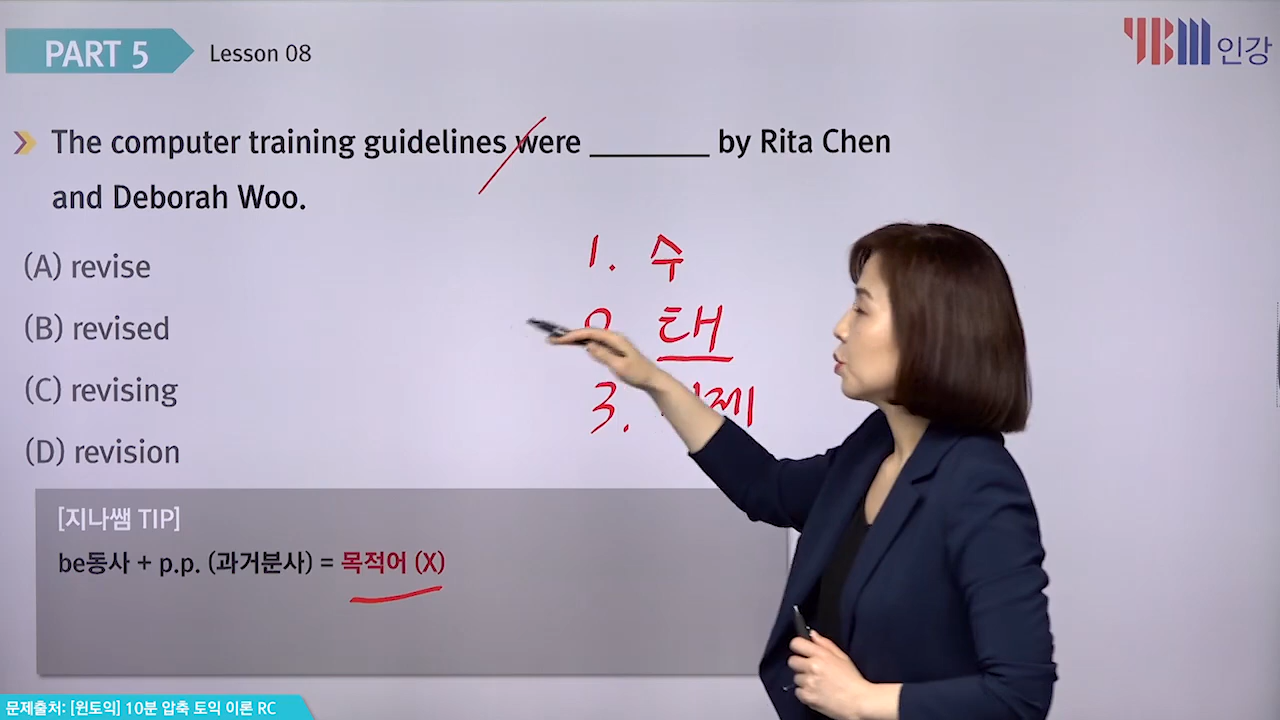 PART 5
Lesson 08
YBM 인강
The computer training guidelines were ________ by Rita Chen
and Deborah Woo.
(A) revise
(B) revised
(C) revising
(D) revision
1. 수
태
3. 제
[지나쌤 TIP]
be동사 + p.p. (과거분사) = 목적어 (X)
문제출처: [윈토익] 10분 압축 토익 이론 RC